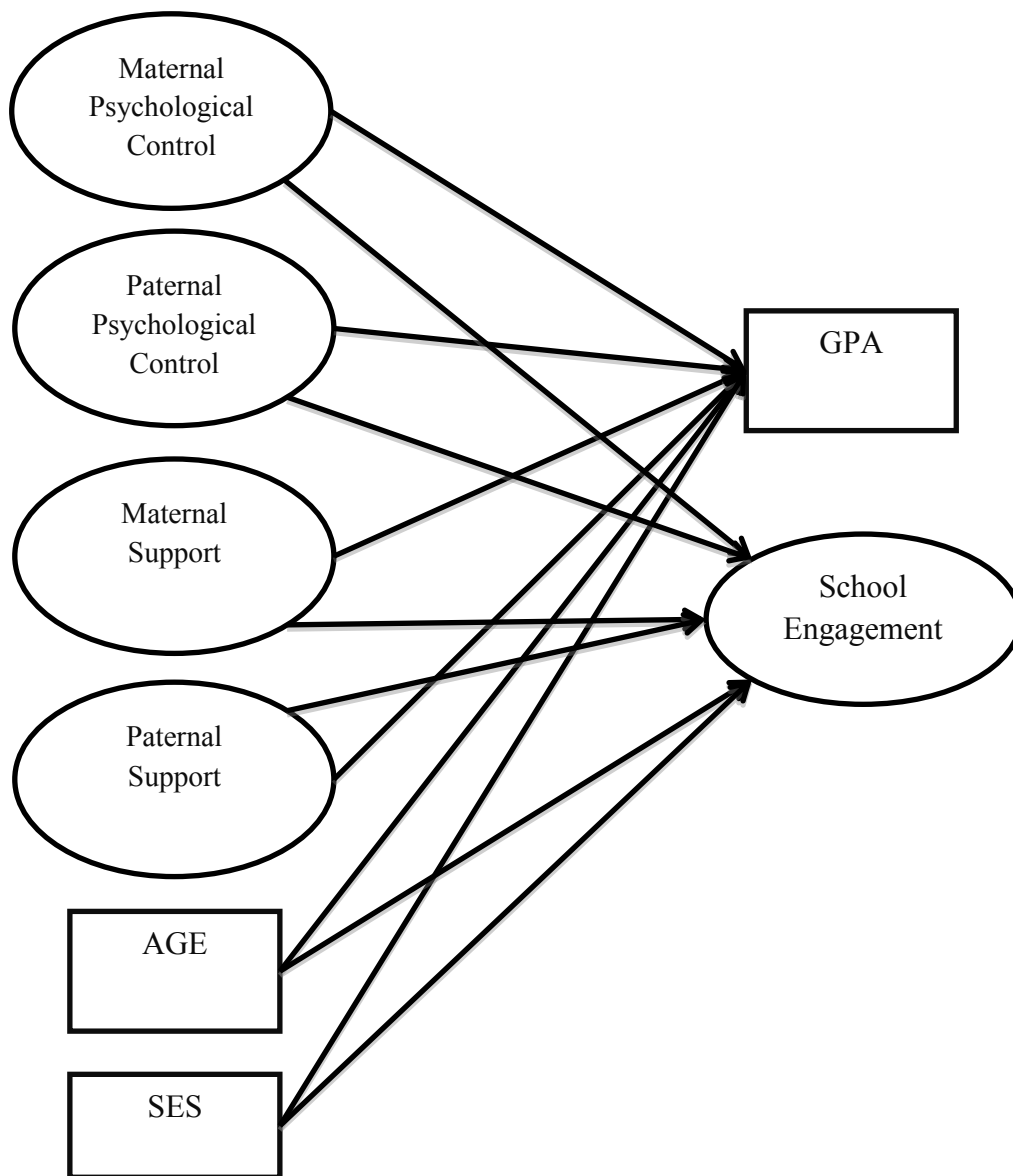 Maternal
Psychological
Control
Paternal
Psychological
Control
Maternal
Support
Paternal
Support
AGE
SES
GPA
School
Engagement